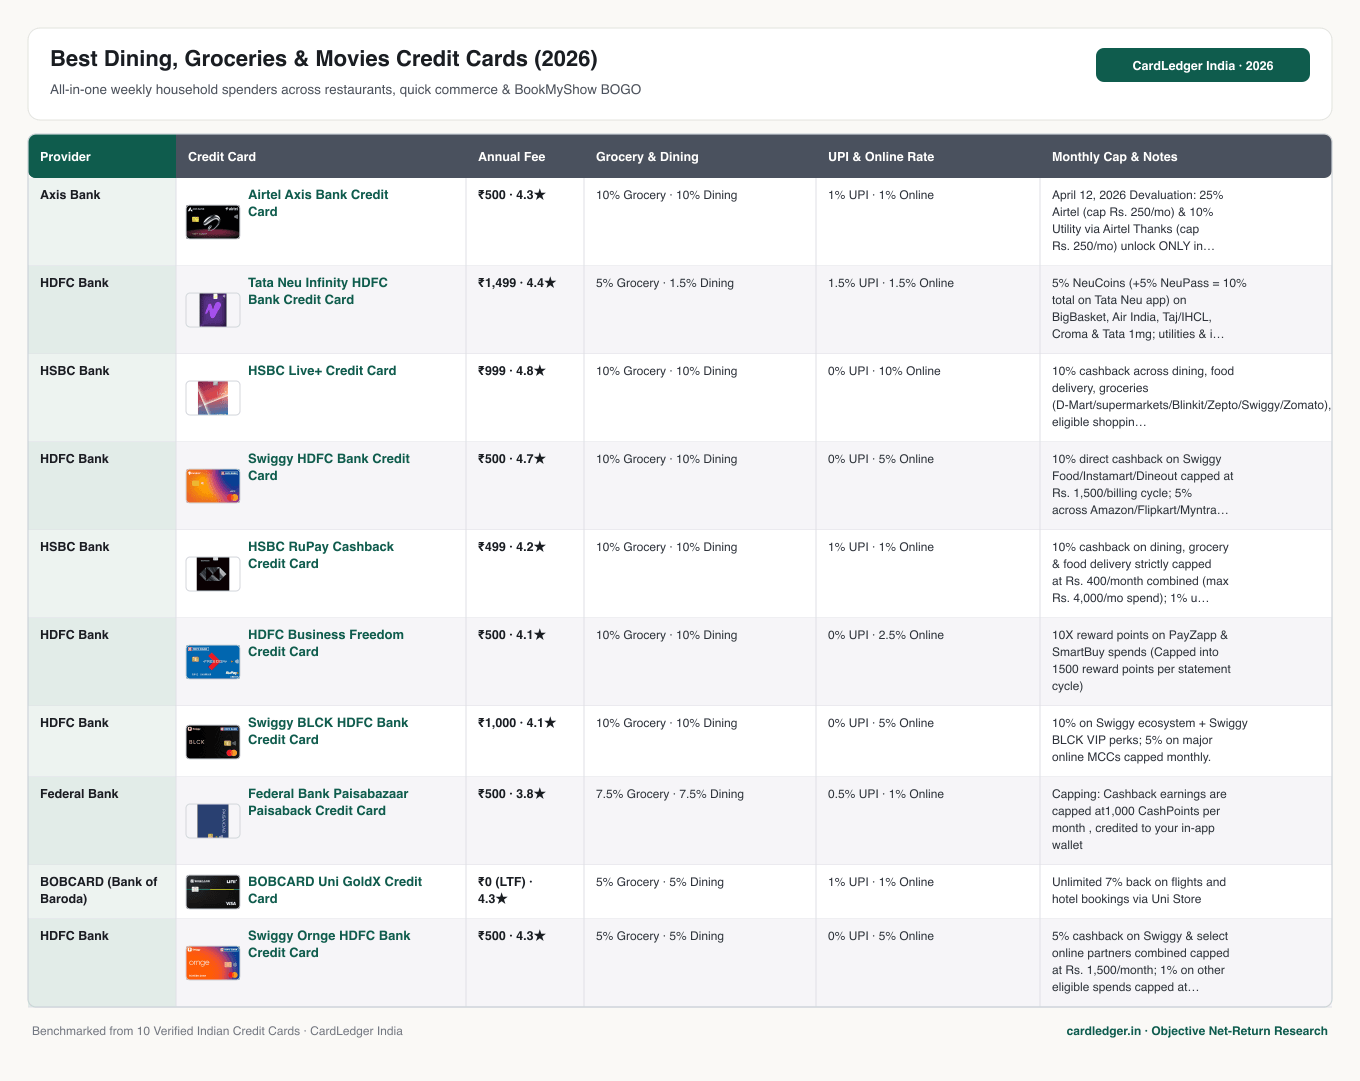 Best Dining, Groceries & Movies Credit Cards (2026)
All-in-one weekly household spenders across restaurants, quick commerce & BookMyShow BOGO
CardLedger India · 2026
Provider
Credit Card
Annual Fee
Grocery & Dining
UPI & Online Rate
Monthly Cap & Notes
Axis Bank
Airtel Axis Bank Credit
Card
₹500 · 4.3★
10% Grocery · 10% Dining
1% UPI · 1% Online
April 12, 2026 Devaluation: 25%
Airtel (cap Rs. 250/mo) & 10%
Utility via Airtel Thanks (cap
Rs. 250/mo) unlock ONLY in…
HDFC Bank
Tata Neu Infinity HDFC
Bank Credit Card
₹1,499 · 4.4★
5% Grocery · 1.5% Dining
1.5% UPI · 1.5% Online
5% NeuCoins (+5% NeuPass = 10%
total on Tata Neu app) on
BigBasket, Air India, Taj/IHCL,
Croma & Tata 1mg; utilities & i…
HSBC Bank
HSBC Live+ Credit Card
₹999 · 4.8★
10% Grocery · 10% Dining
0% UPI · 10% Online
10% cashback across dining, food
delivery, groceries
(D-Mart/supermarkets/Blinkit/Zepto/Swiggy/Zomato),
eligible shoppin…
HDFC Bank
Swiggy HDFC Bank Credit
Card
₹500 · 4.7★
10% Grocery · 10% Dining
0% UPI · 5% Online
10% direct cashback on Swiggy
Food/Instamart/Dineout capped at
Rs. 1,500/billing cycle; 5%
across Amazon/Flipkart/Myntra…
HSBC Bank
HSBC RuPay Cashback
Credit Card
₹499 · 4.2★
10% Grocery · 10% Dining
1% UPI · 1% Online
10% cashback on dining, grocery
& food delivery strictly capped
at Rs. 400/month combined (max
Rs. 4,000/mo spend); 1% u…
HDFC Bank
HDFC Business Freedom
Credit Card
₹500 · 4.1★
10% Grocery · 10% Dining
0% UPI · 2.5% Online
10X reward points on PayZapp &
SmartBuy spends (Capped into
1500 reward points per statement
cycle)
HDFC Bank
BLCK
Swiggy BLCK HDFC Bank
Credit Card
₹1,000 · 4.1★
10% Grocery · 10% Dining
0% UPI · 5% Online
10% on Swiggy ecosystem + Swiggy
BLCK VIP perks; 5% on major
online MCCs capped monthly.
Federal Bank
Federal Bank Paisabazaar
Paisaback Credit Card
₹500 · 3.8★
7.5% Grocery · 7.5% Dining
0.5% UPI · 1% Online
Capping: Cashback earnings are
capped at1,000 CashPoints per
month , credited to your in-app
wallet
BOBCARD (Bank of
Baroda)
VISA
BOBCARD Uni GoldX Credit
Card
₹0 (LTF) ·
4.3★
5% Grocery · 5% Dining
1% UPI · 1% Online
Unlimited 7% back on flights and
hotel bookings via Uni Store
HDFC Bank
ornge
Swiggy Ornge HDFC Bank
Credit Card
₹500 · 4.3★
5% Grocery · 5% Dining
0% UPI · 5% Online
5% cashback on Swiggy & select
online partners combined capped
at Rs. 1,500/month; 1% on other
eligible spends capped at…
Benchmarked from 10 Verified Indian Credit Cards · CardLedger India
cardledger.in · Objective Net-Return Research